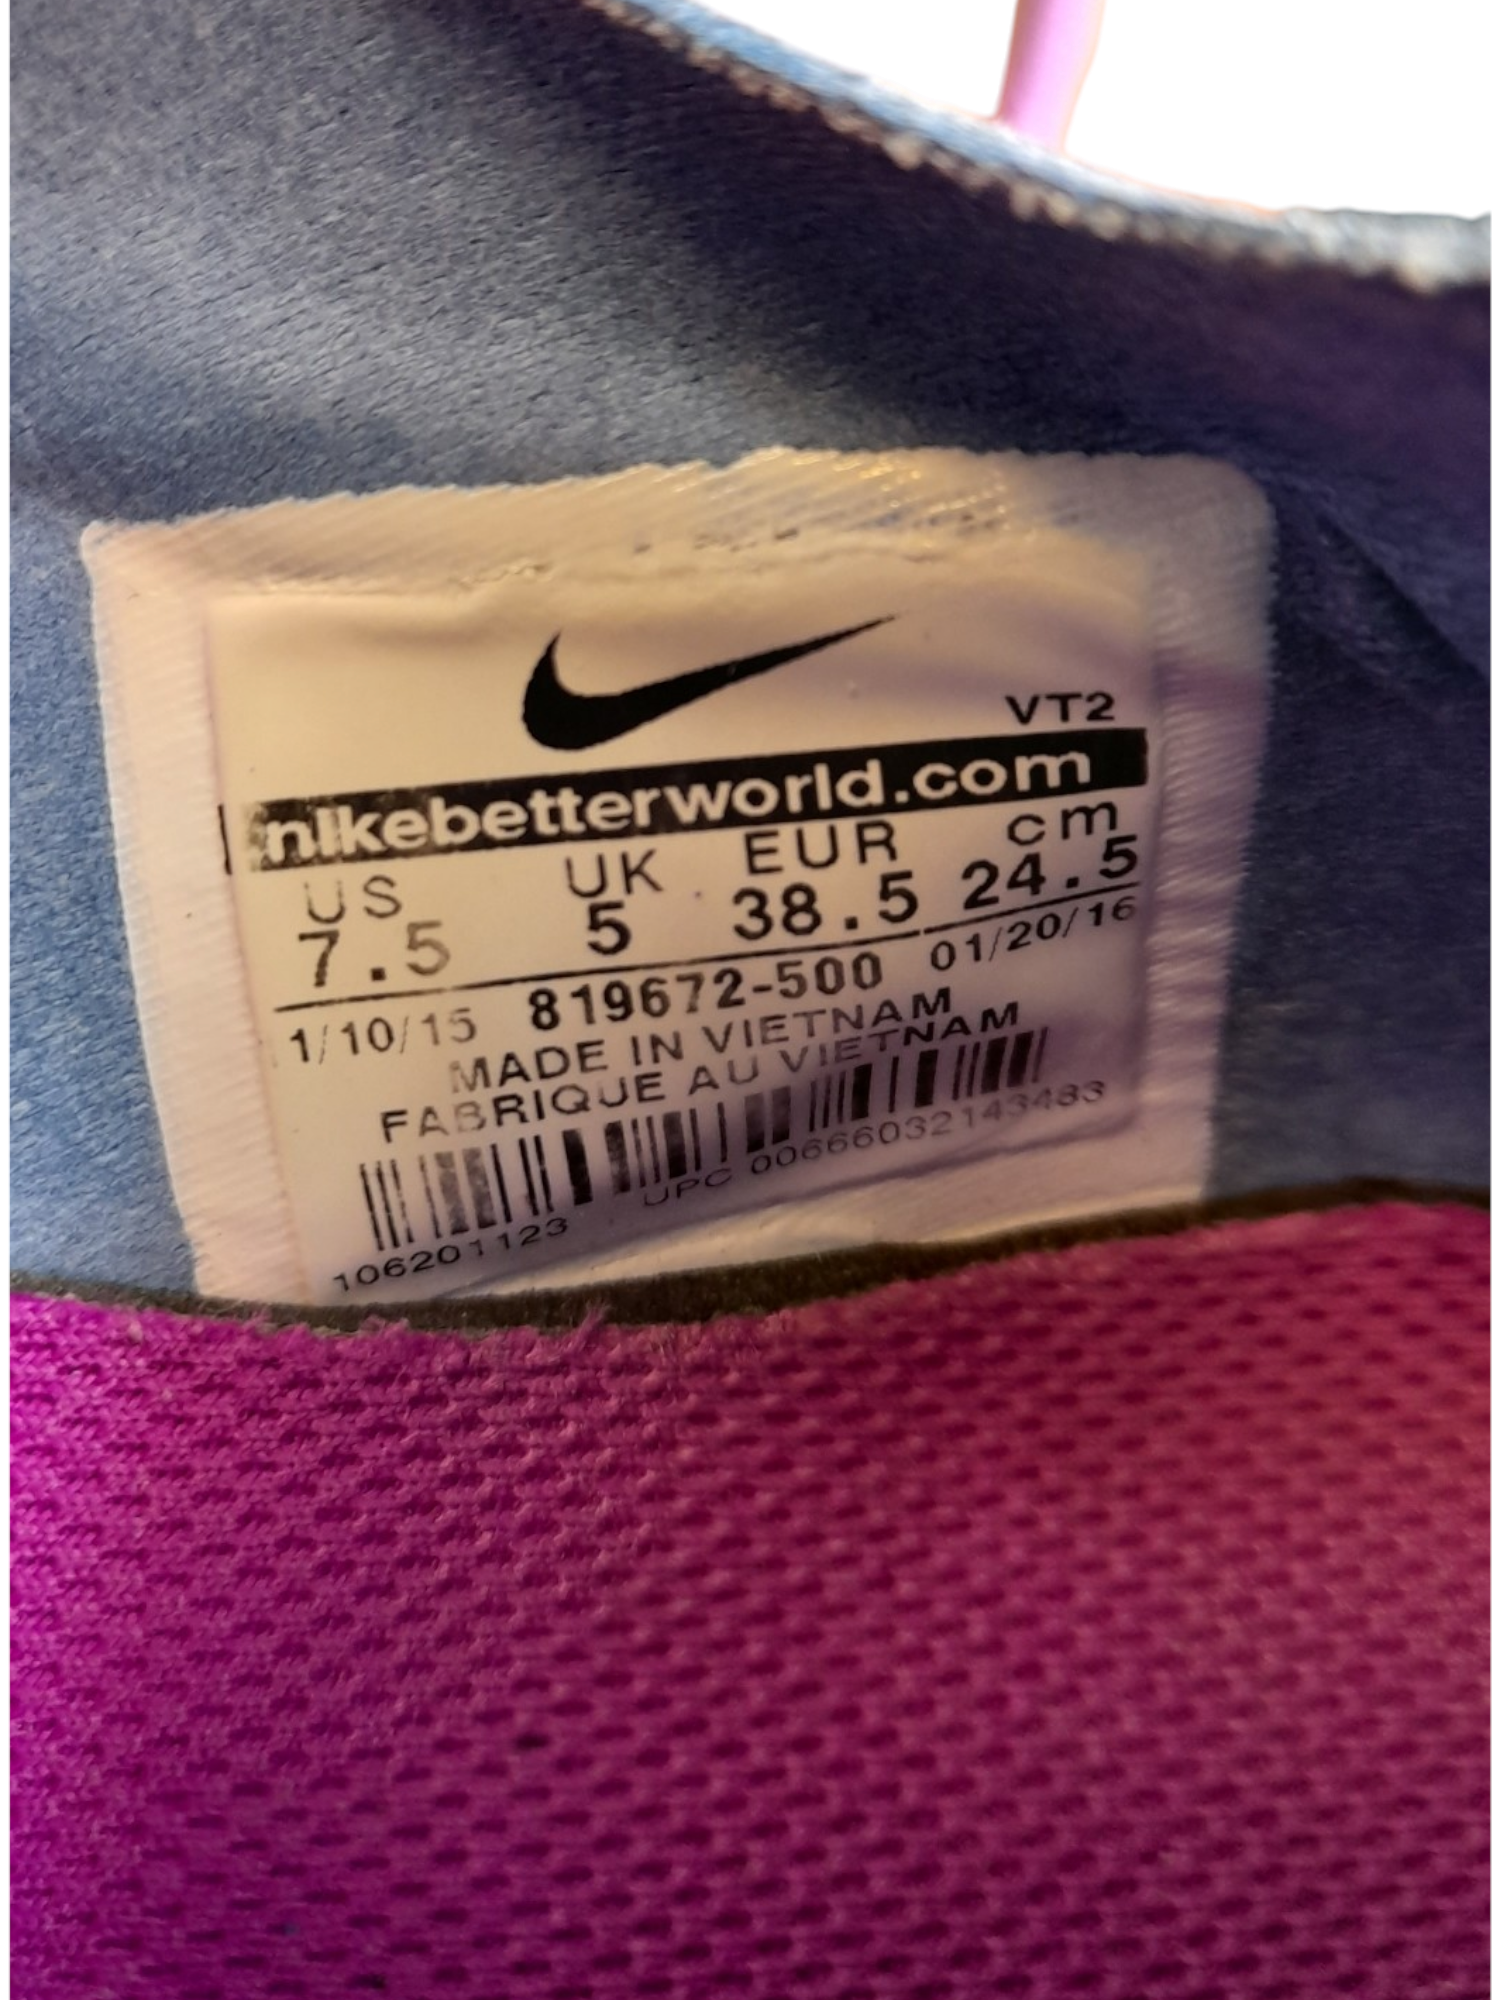 VT2
nikebetterworld.com
US UK EUR cm
7.5 5 38.5 24.5
1/10/15 819672-500 01/20/16
MADE IN VIETNAM
FABRIQUE AU VIETNAM
UPC 00666032143483
106201123